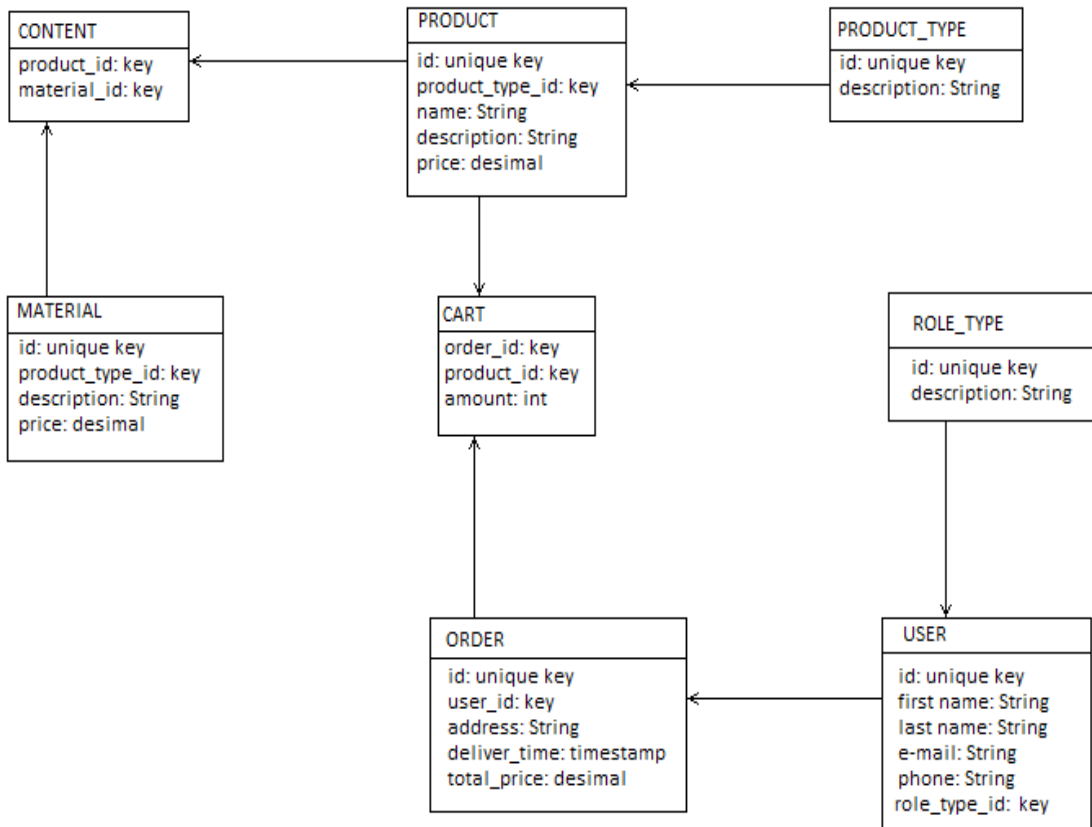 CONTENT
product_id: key
material_id: key
PRODUCT
id: unique key
product_type_id: key
name: String
description: String
price: desimal
PRODUCT_TYPE
id: unique key
description: String
MATERIAL
id: unique key
product_type_id: key
description: String
price: desimal
CART
order_id: key
product_id: key
amount: int
ROLE_TYPE
id: unique key
description: String
ORDER
id: unique key
user_id: key
address: String
deliver_time: timestamp
total_price: desimal
USER
id: unique key
first name: String
last name: String
e-mail: String
phone: String
role_type_id: key